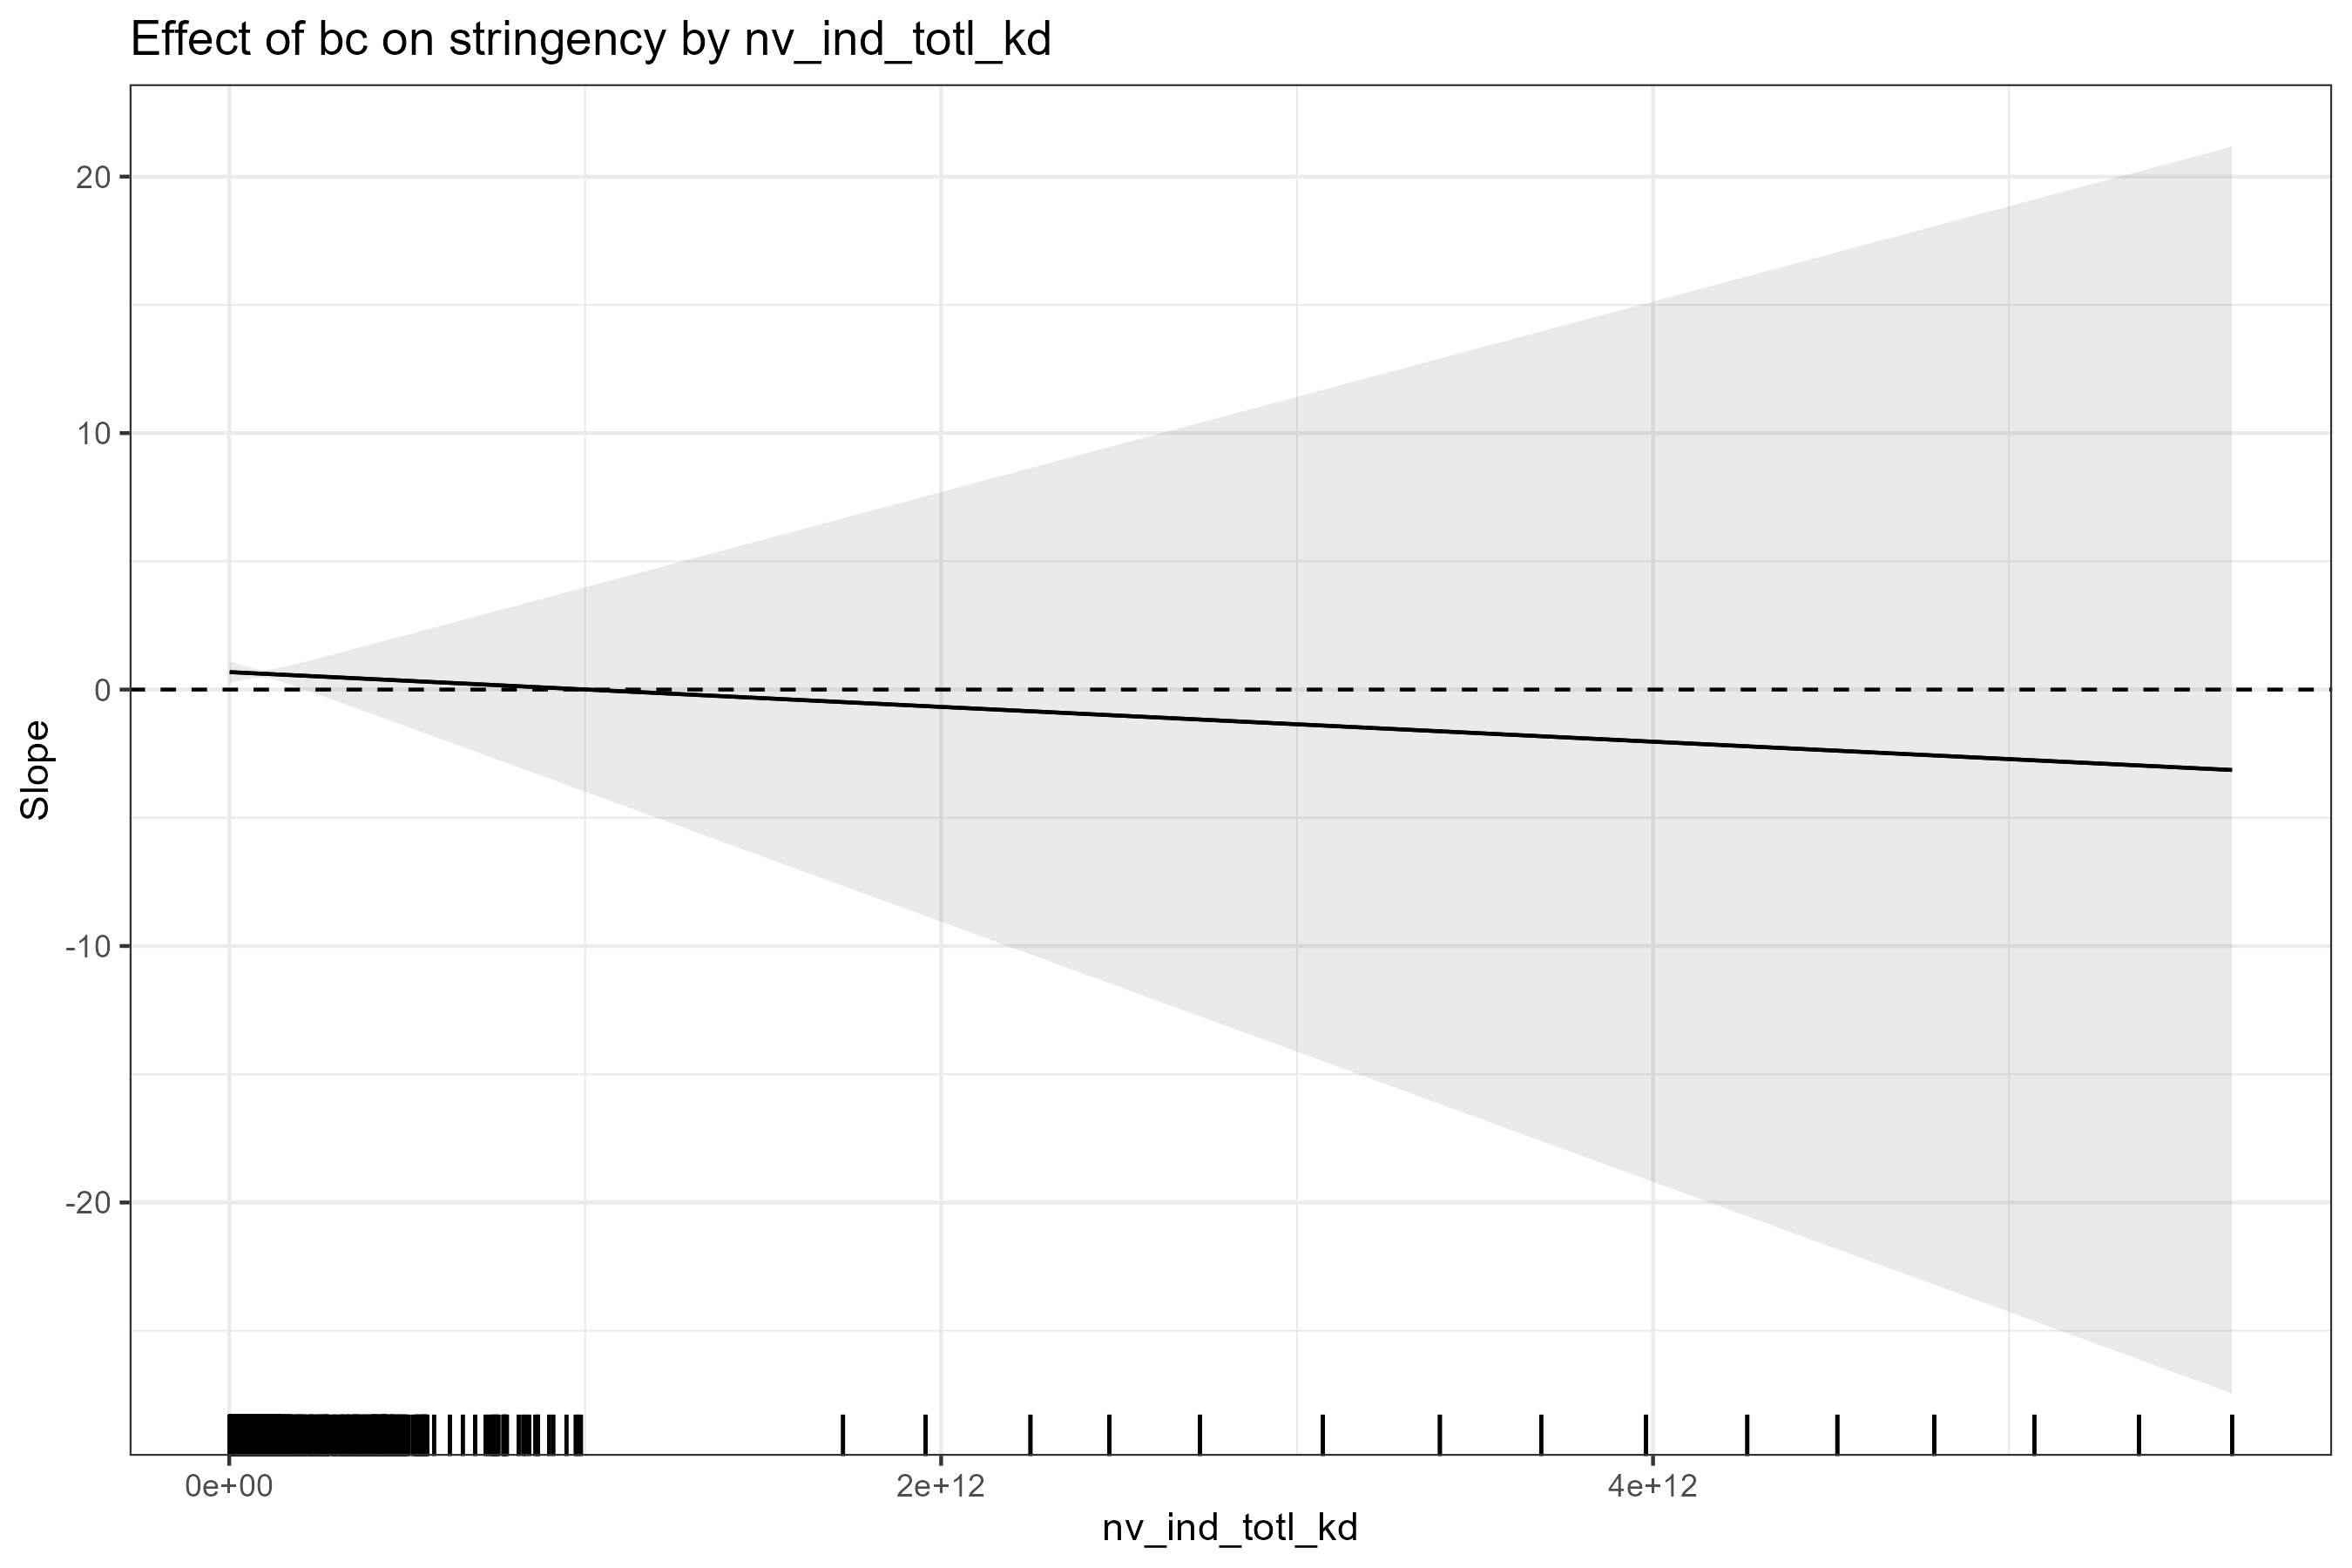 Effect of bc on stringency by nv_ind_totl_kd
20
10
0
-10
-20
Slope
0e+00
2e+12
4e+12
nv_ind_totl_kd